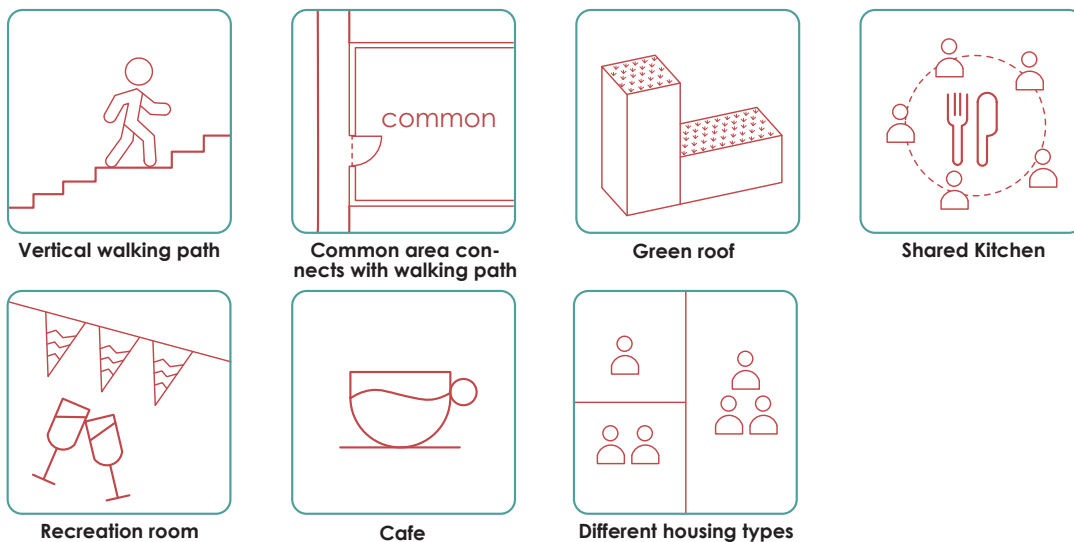 common
Vertical walking path
Common area con-
nects with walking path
Green roof
Shared Kitchen
Recreation room
Cafe
Different housing types